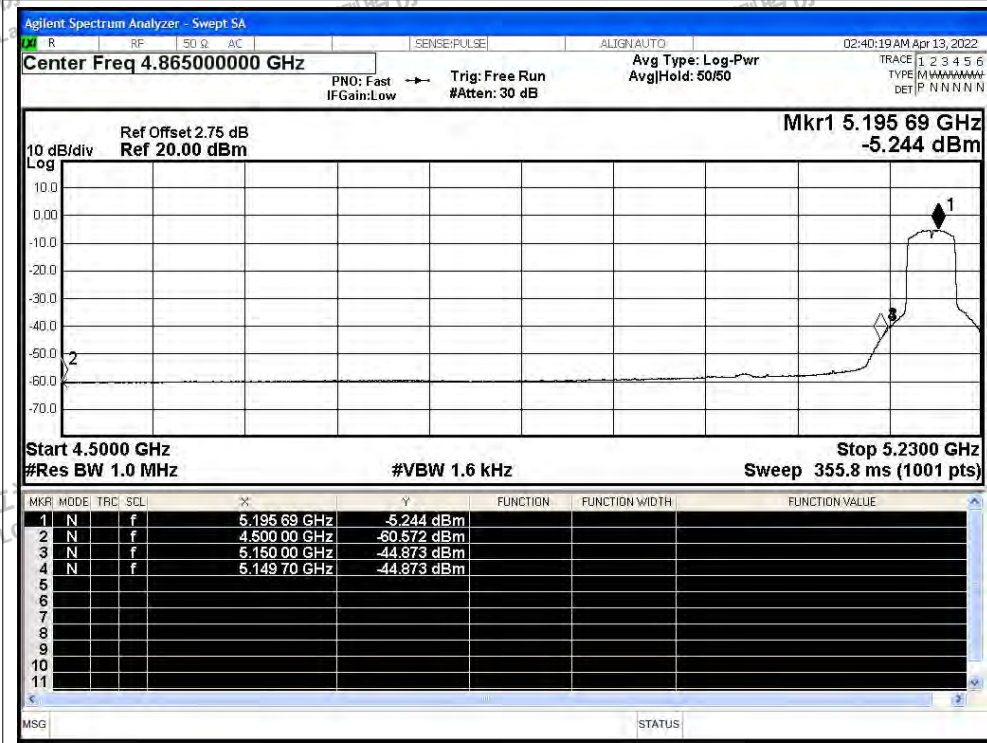 Agilent Spectrum Analyzer - Swept SA
R RF 50 Ω AC SENSE:PULSE ALIGN AUTO 02:40:19 AM Apr 13, 2022
Center Freq 4.865000000 GHz
PNO: Fast
IFGain:Low
Trig: Free Run
#Atten: 30 dB
Avg Type: Log-Pwr
Avg|Hold: 50/50
TRACE 1 2 3 4 5 6
TYPE M WWWWW
DET P N N N N N
Mkr1 5.195 69 GHz
-5.244 dBm
Ref Offset 2.75 dB
10 dB/div Ref 20.00 dBm
Log
10.0
0.00
-10.0
-20.0
-30.0
-40.0
-50.0
-60.0
-70.0
1
2
Start 4.5000 GHz Stop 5.2300 GHz
#Res BW 1.0 MHz #VBW 1.6 kHz Sweep 355.8 ms (1001 pts)
MKR MODE TRC SCL X Y FUNCTION FUNCTION WIDTH FUNCTION VALUE
1 N f 5.195 69 GHz -5.244 dBm
2 N f 4.500 00 GHz -60.572 dBm
3 N f 5.150 00 GHz -44.873 dBm
4 N f 5.149 70 GHz -44.873 dBm
5
6
7
8
9
10
11
MSG STATUS